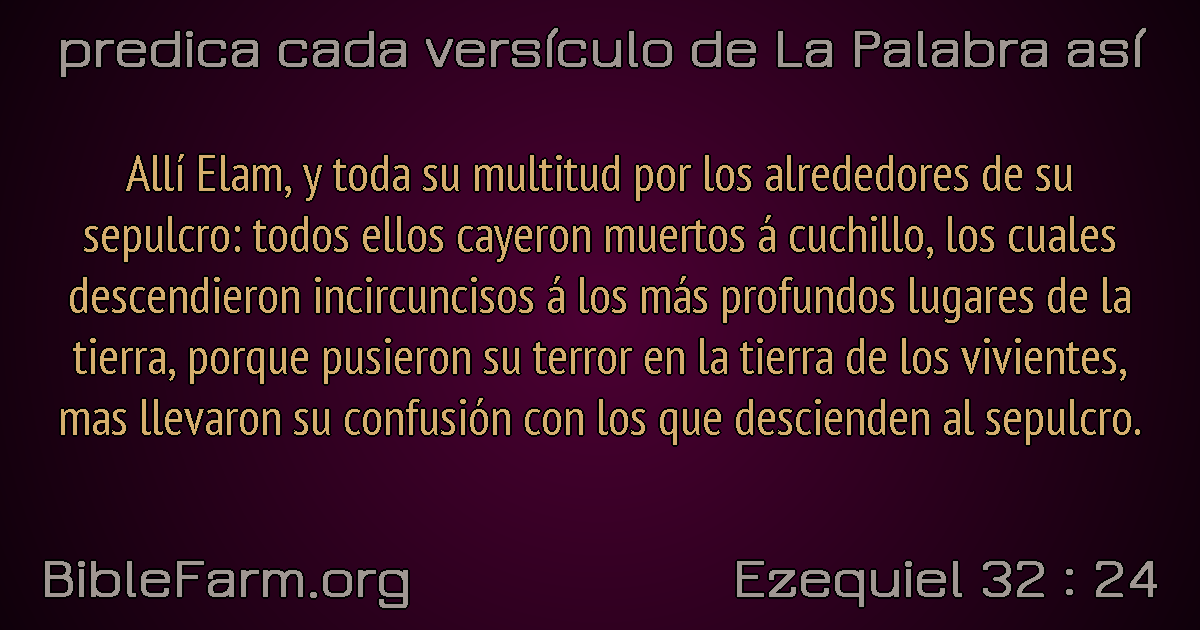 predica cada versículo de La Palabra así
Allí Elam, y toda su multitud por los alrededores de su
sepulcro: todos ellos cayeron muertos á cuchillo, los cuales
descendieron incircuncisos á los más profundos lugares de la
tierra, porque pusieron su terror en la tierra de los vivientes,
mas llevaron su confusión con los que descienden al sepulcro.
BibleFarm.org
Ezequiel 32 : 24